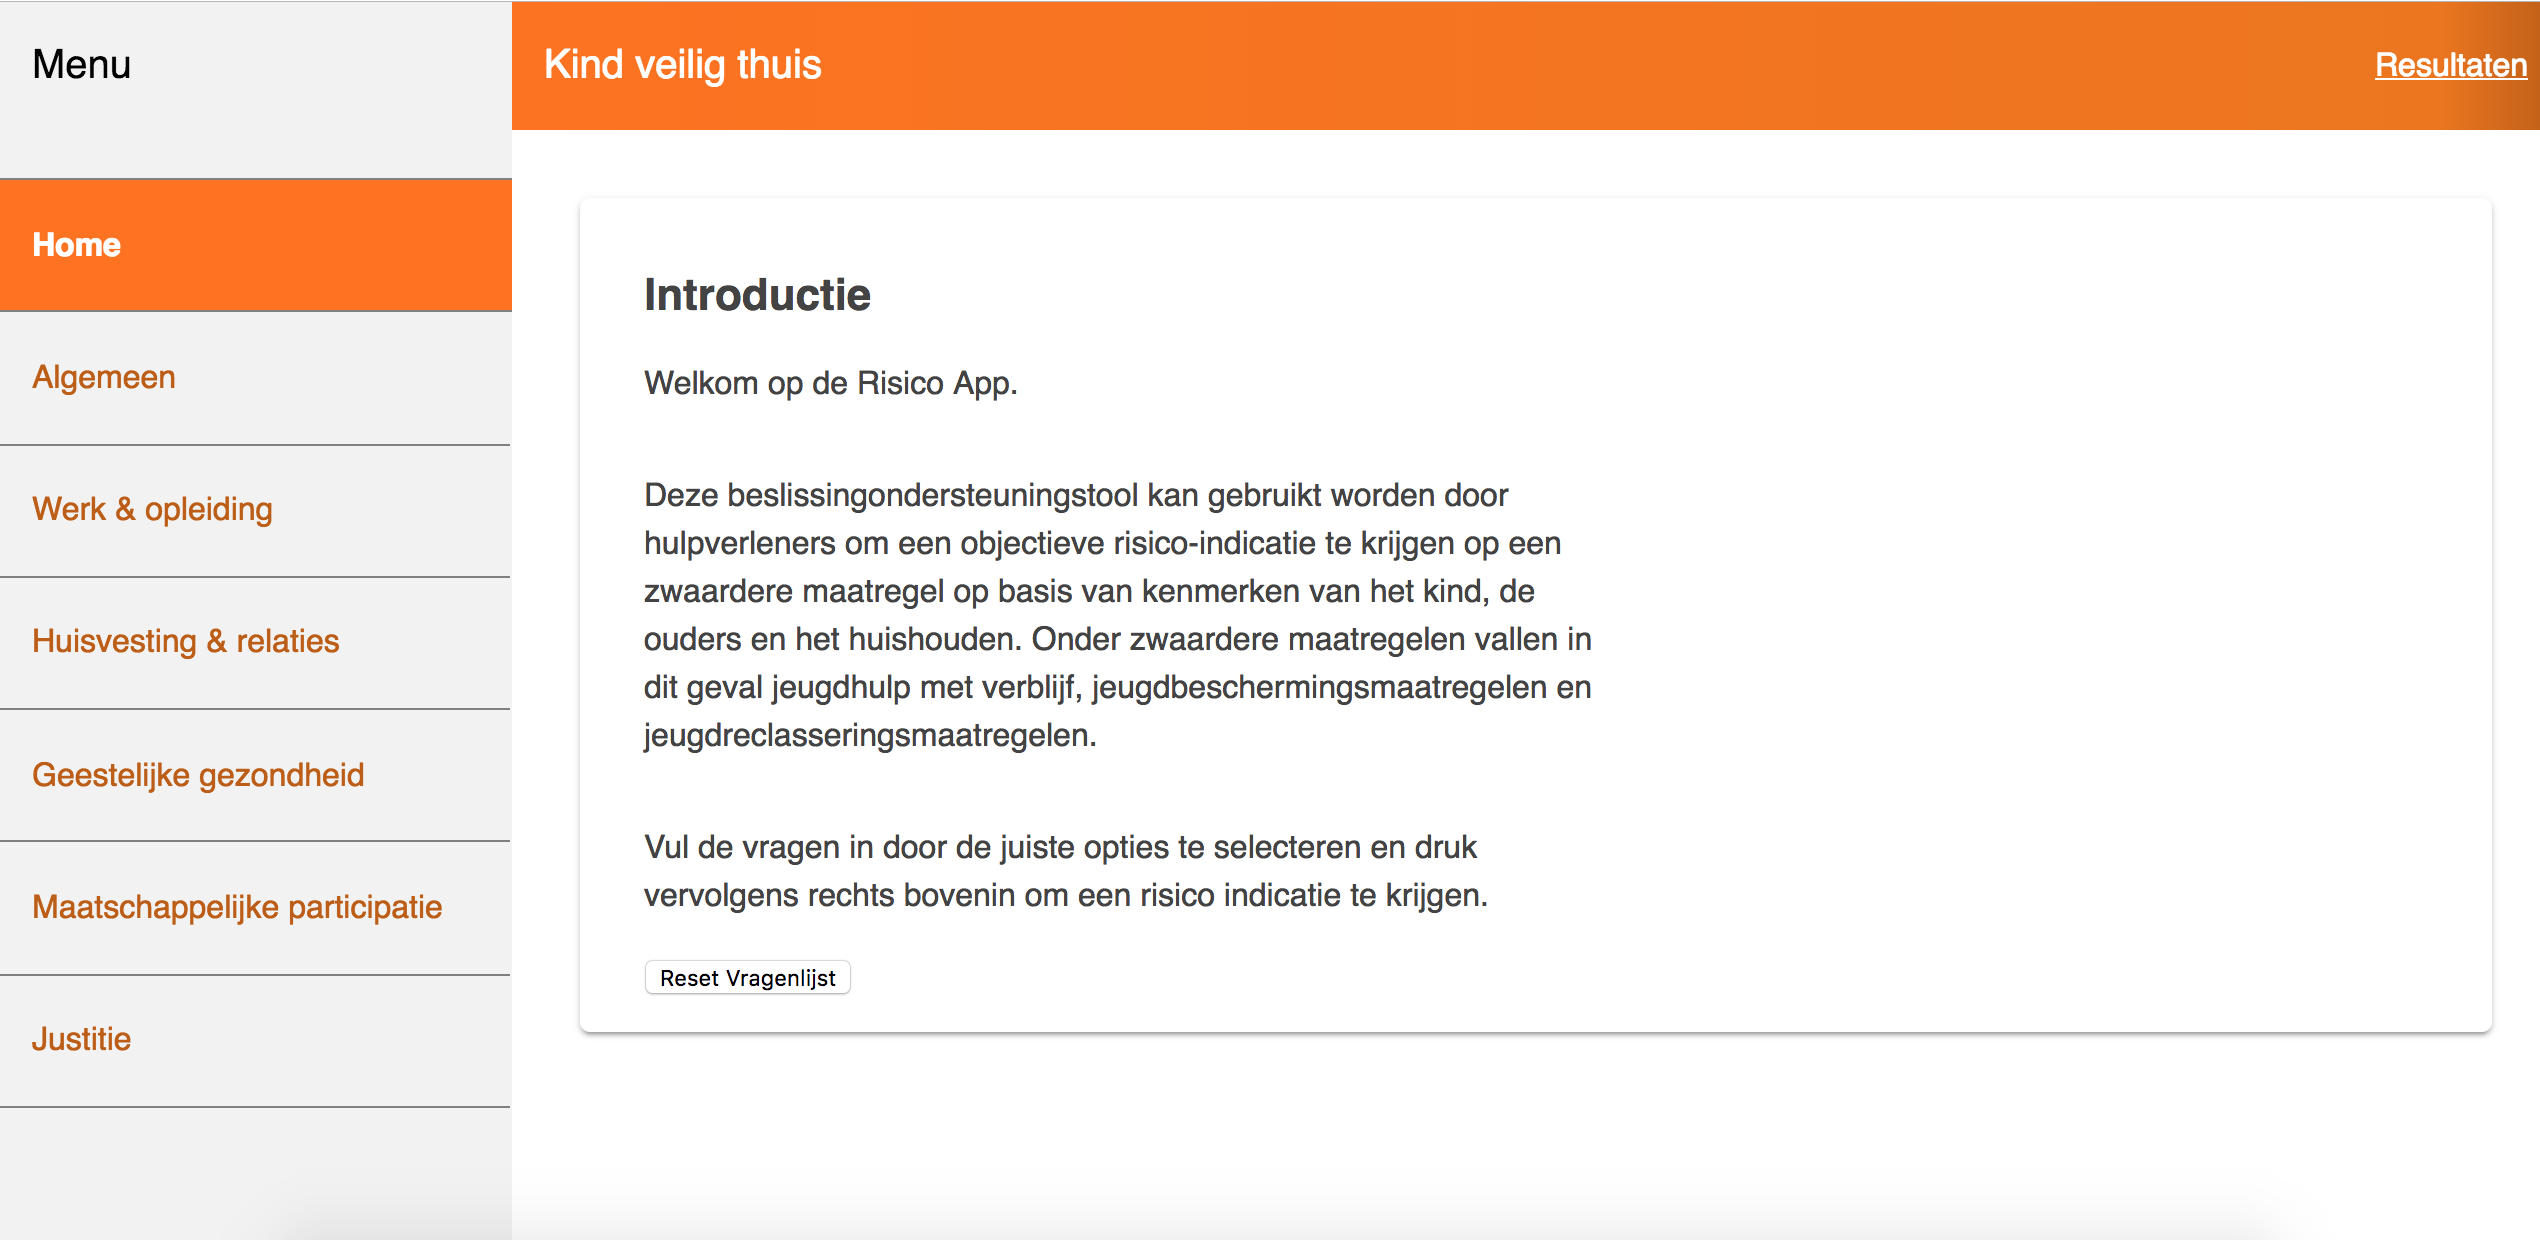 Menu
Kind veilig thuis
Resultaten
Home
Algemeen
Werk & opleiding
Huisvesting & relaties
Geestelijke gezondheid
Maatschappelijke participatie
Justitie
Introductie
Welkom op de Risico App.
Deze beslissingondersteuningstool kan gebruikt worden door
hulpverleners om een objectieve risico-indicatie te krijgen op een
zwaardere maatregel op basis van kenmerken van het kind, de
ouders en het huishouden. Onder zwaardere maatregelen vallen in
dit geval jeugdhulp met verblijf, jeugdbeschermingsmaatregelen en
jeugdreclasseringsmaatregelen.
Vul de vragen in door de juiste opties te selecteren en druk
vervolgens rechts bovenin om een risico indicatie te krijgen.
Reset Vragenlijst